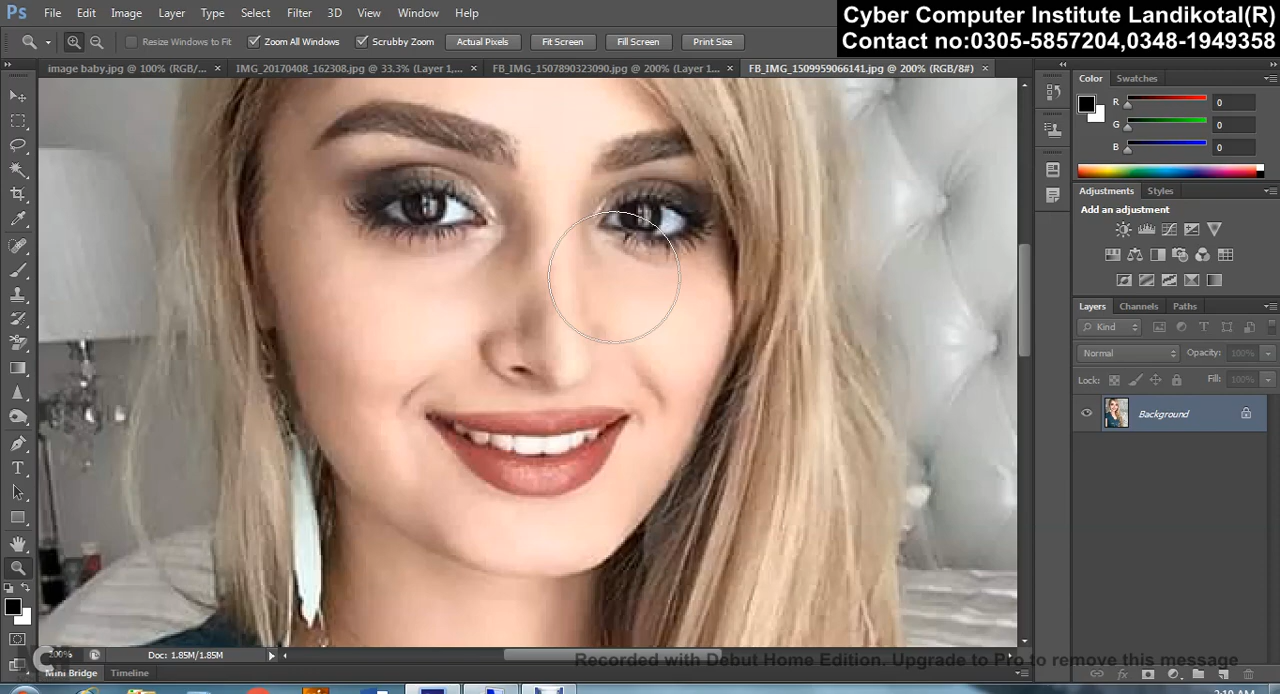 Cyber Computer Institute Landikotal(R)
Contact no:0305-5857204,0348-1949358
Ps File Edit Image Layer Type Select Filter 3D View Window Help
Resize Windows to Fit Zoom All Windows Scrubby Zoom Actual Pixels Fit Screen Fill Screen Print Size
image baby.jpg @ 100% (RGB/... × IMG_20170408_162308.jpg @ 33.3% (Layer 1,... × FB_IMG_1507890323090.jpg @ 200% (Layer 1... × FB_IMG_1509959066141.jpg @ 200% (RGB/8#) ×
Color Swatches
R 0
G 0
B 0
Adjustments Styles
Add an adjustment
Layers Channels Paths
Kind
Normal Opacity: 100%
Lock: Fill: 100%
Background
200% Doc: 1.85M/1.85M
Recorded with Debut Home Edition. Upgrade to Pro to remove this message
Mini Bridge Timeline